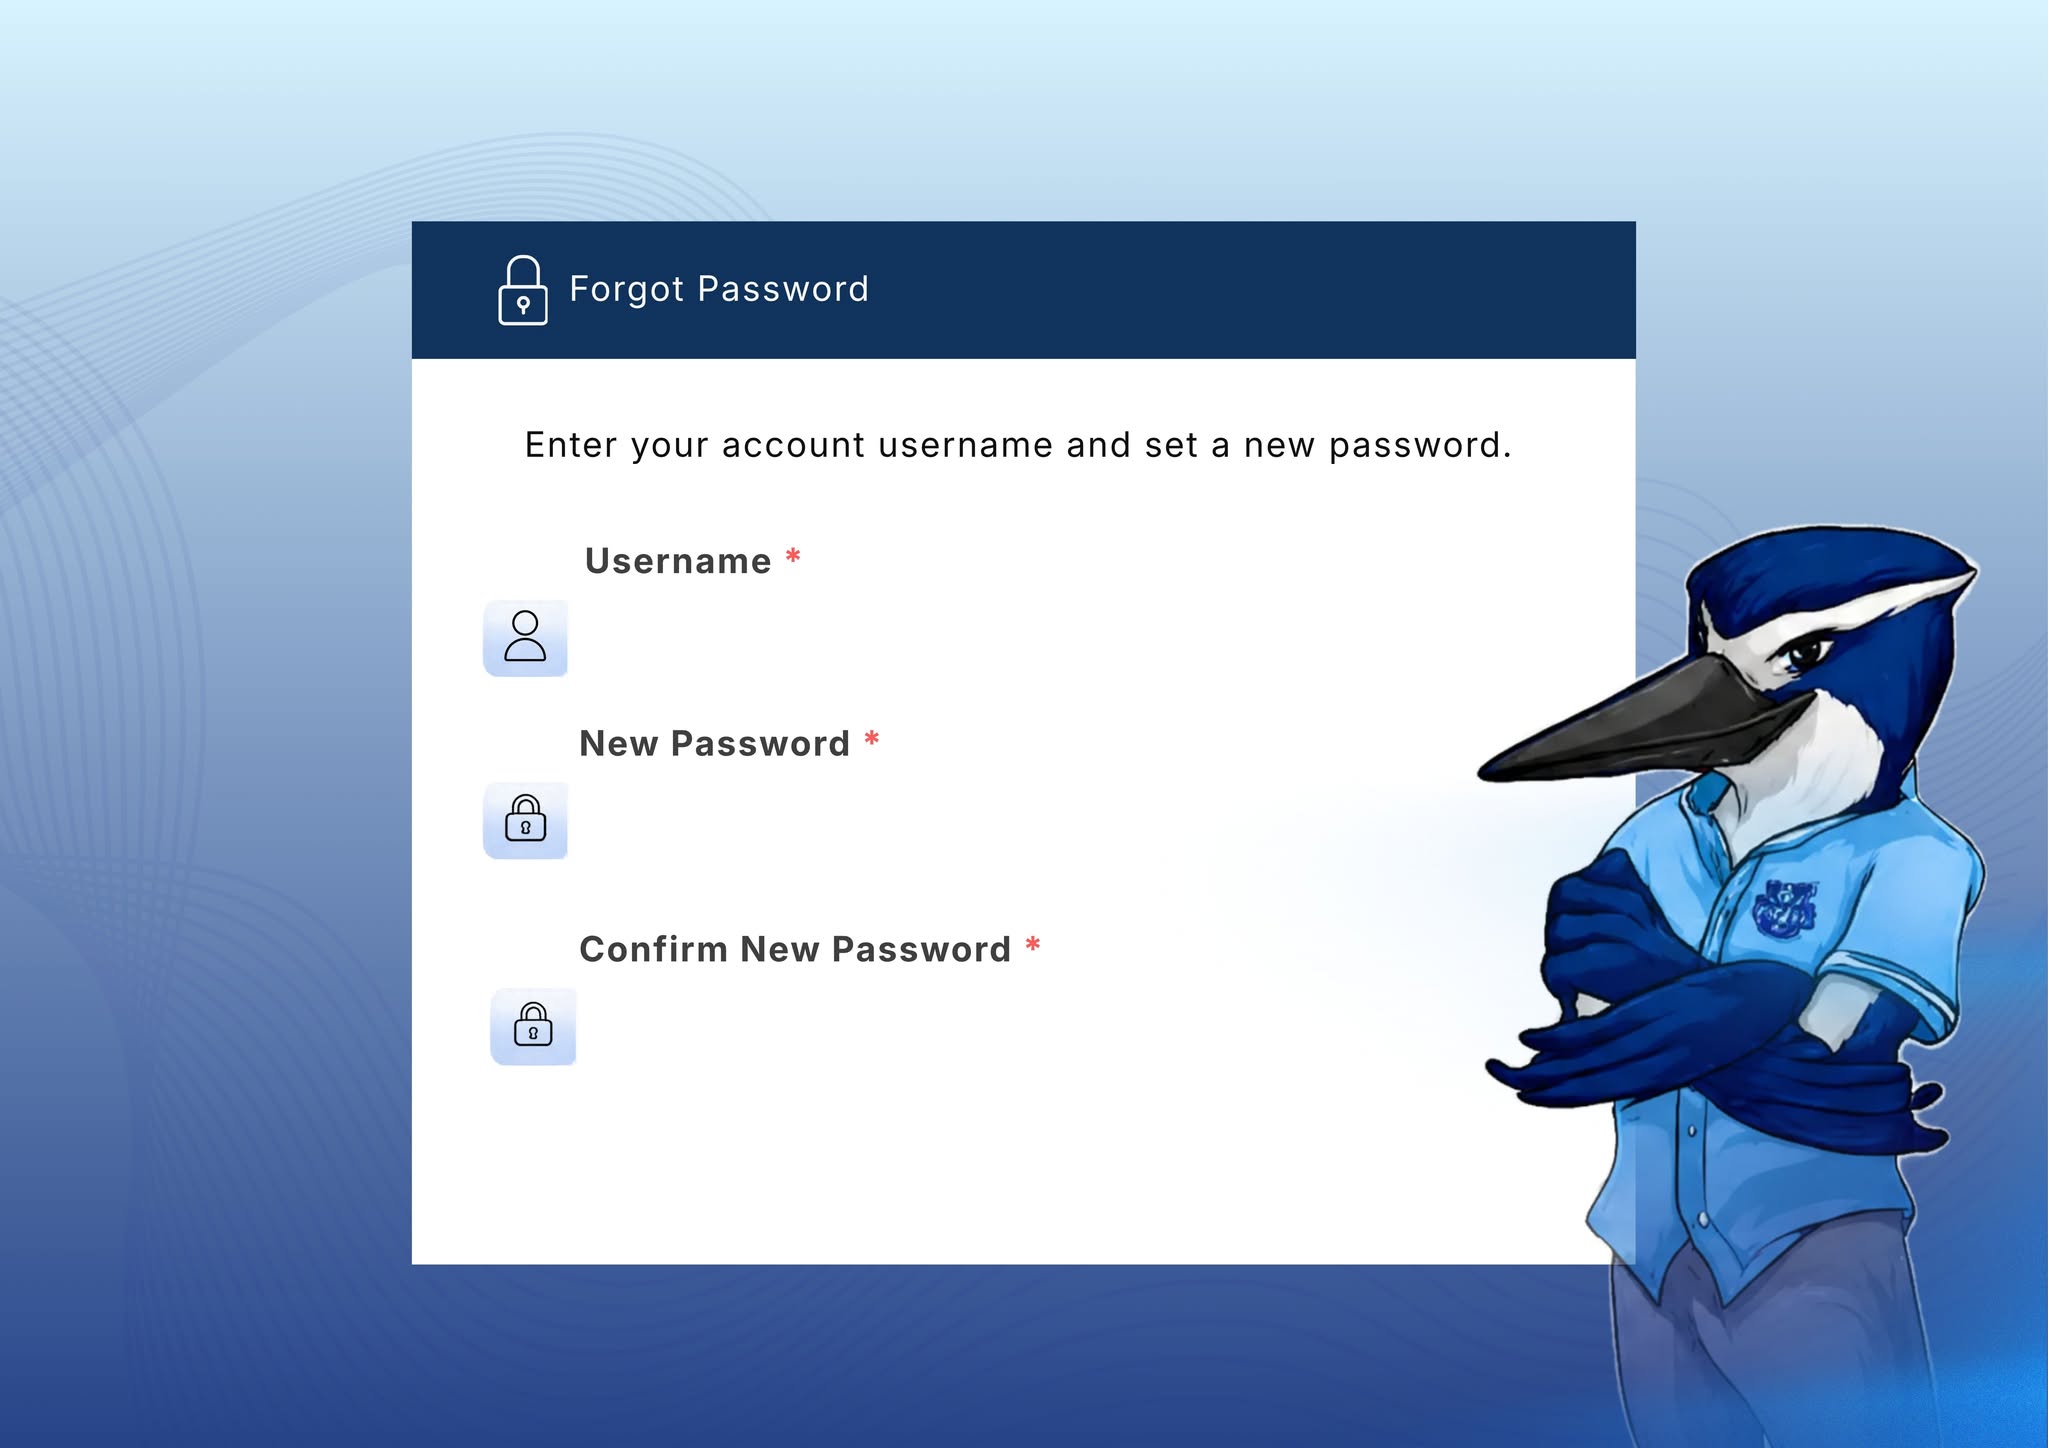 Forgot Password
Enter your account username and set a new password.
Username *
New Password *
Confirm New Password *